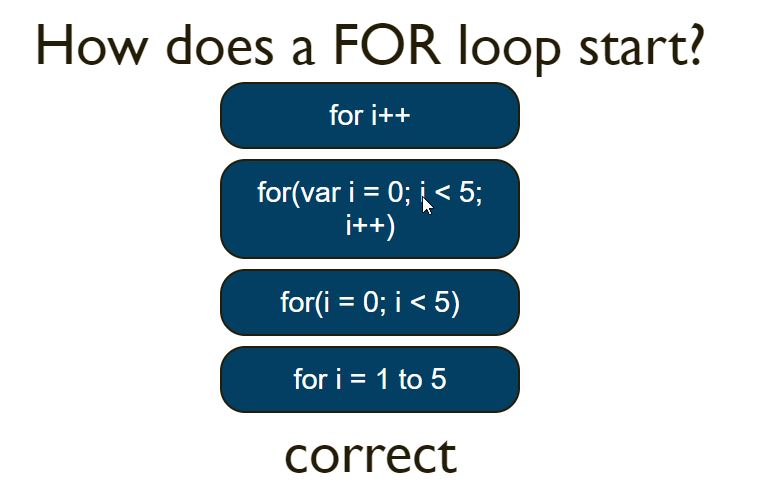 How does a FOR loop start?
for i++
for(var i = 0; i < 5;
i++)
for(i = 0; i < 5)
for i = 1 to 5
correct